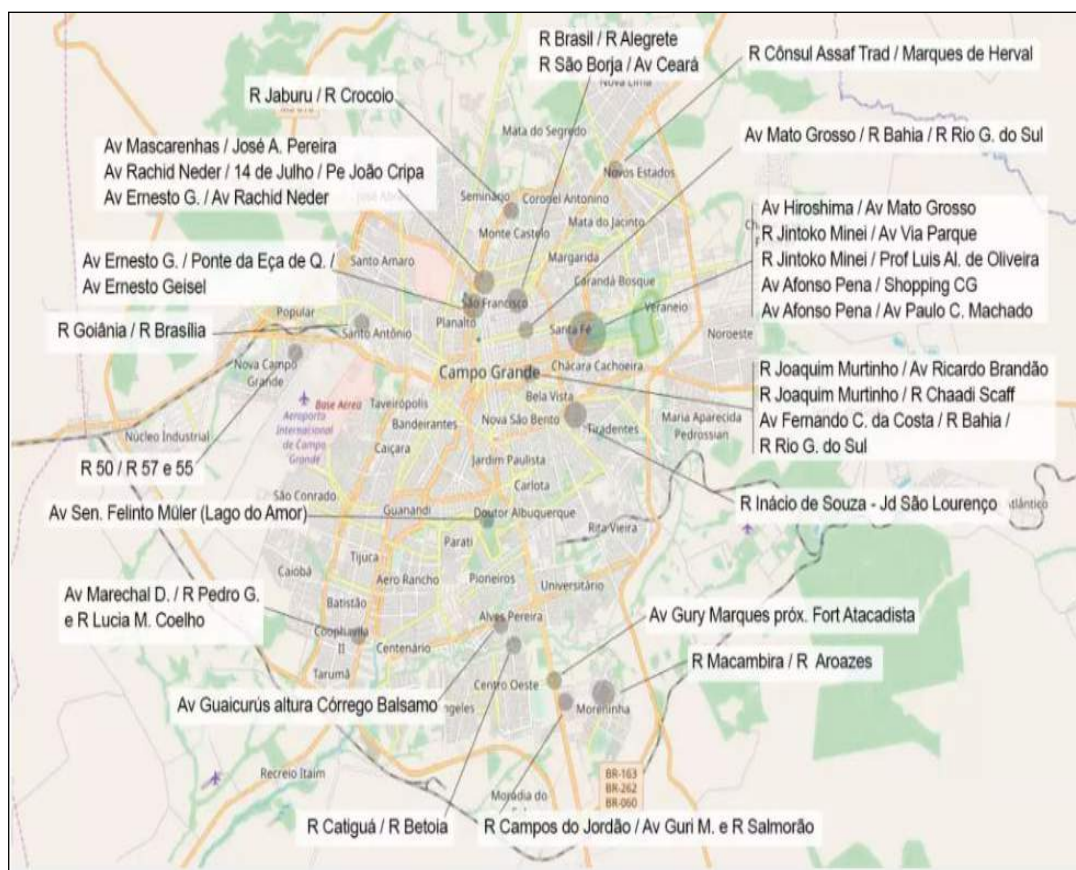 R Brasil / R Alegrete
R São Borja / Av Ceará
R Cônsul Assaf Trad / Marques de Herval
Nova Lima
R Jaburu / R Crocoio
Mata do Segredo
Av Mato Grosso / R Bahia / R Rio G. do Sul
Av Mascarenhas / José A. Pereira
Av Rachid Neder / 14 de Julho / Pe João Cripa
Av Ernesto G. / Av Rachid Neder
Novos Estados
Seminário
Coronel Antonino
Mata do Jacinto
Monte Castelo
Av Hiroshima / Av Mato Grosso
R Jintoko Minei / Av Via Parque
R Jintoko Minei / Prof Luis Al. de Oliveira
Av Afonso Pena / Shopping CG
Av Afonso Pena / Av Paulo C. Machado
Av Ernesto G. / Ponte da Eça de Q. /
Av Ernesto Geisel
Santo Amaro
Margarida
Carandá Bosque
São Francisco
Veraneio
Popular
Planalto
Santa Fé
Noroeste
R Goiânia / R Brasília
Santo Antônio
Nova Campo
Grande
Campo Grande
Chácara Cachoeira
R Joaquim Murtinho / Av Ricardo Brandão
R Joaquim Murtinho / R Chaadi Scaff
Av Fernando C. da Costa / R Bahia /
R Rio G. do Sul
Bela Vista
Base Aerea
Taveirópolis
Aeroporto
Internacional
de Campo
Grande
Bandeirantes
Nova São Bento
Tiradentes
Maria Aparecida
Pedrossian
Núcleo Industrial
Caiçara
Jardim Paulista
R 50 / R 57 e 55
Carlota
São Conrado
R Inácio de Souza - Jd São Lourenço
tlântico
Av Sen. Felinto Müler (Lago do Amor)
Guanandi
Doutor Albuquerque
Rita Vieira
Parati
Tijuca
Caiobá
Aero Rancho
Pioneiros
Universitário
Av Marechal D. / R Pedro G.
e R Lucia M. Coelho
Batistão
Alves Pereira
Av Gury Marques próx. Fort Atacadista
Coophavila
II
Centenário
R Macambira / R Aroazes
Tarumã
Centro Oeste
Av Guaicurús altura Córrego Balsamo
ngeles
Moreninha
Recreio Itaim
BR-163
BR-262
BR-060
Moradia do
R Catiguá / R Betoia
R Campos do Jordão / Av Guri M. e R Salmorão